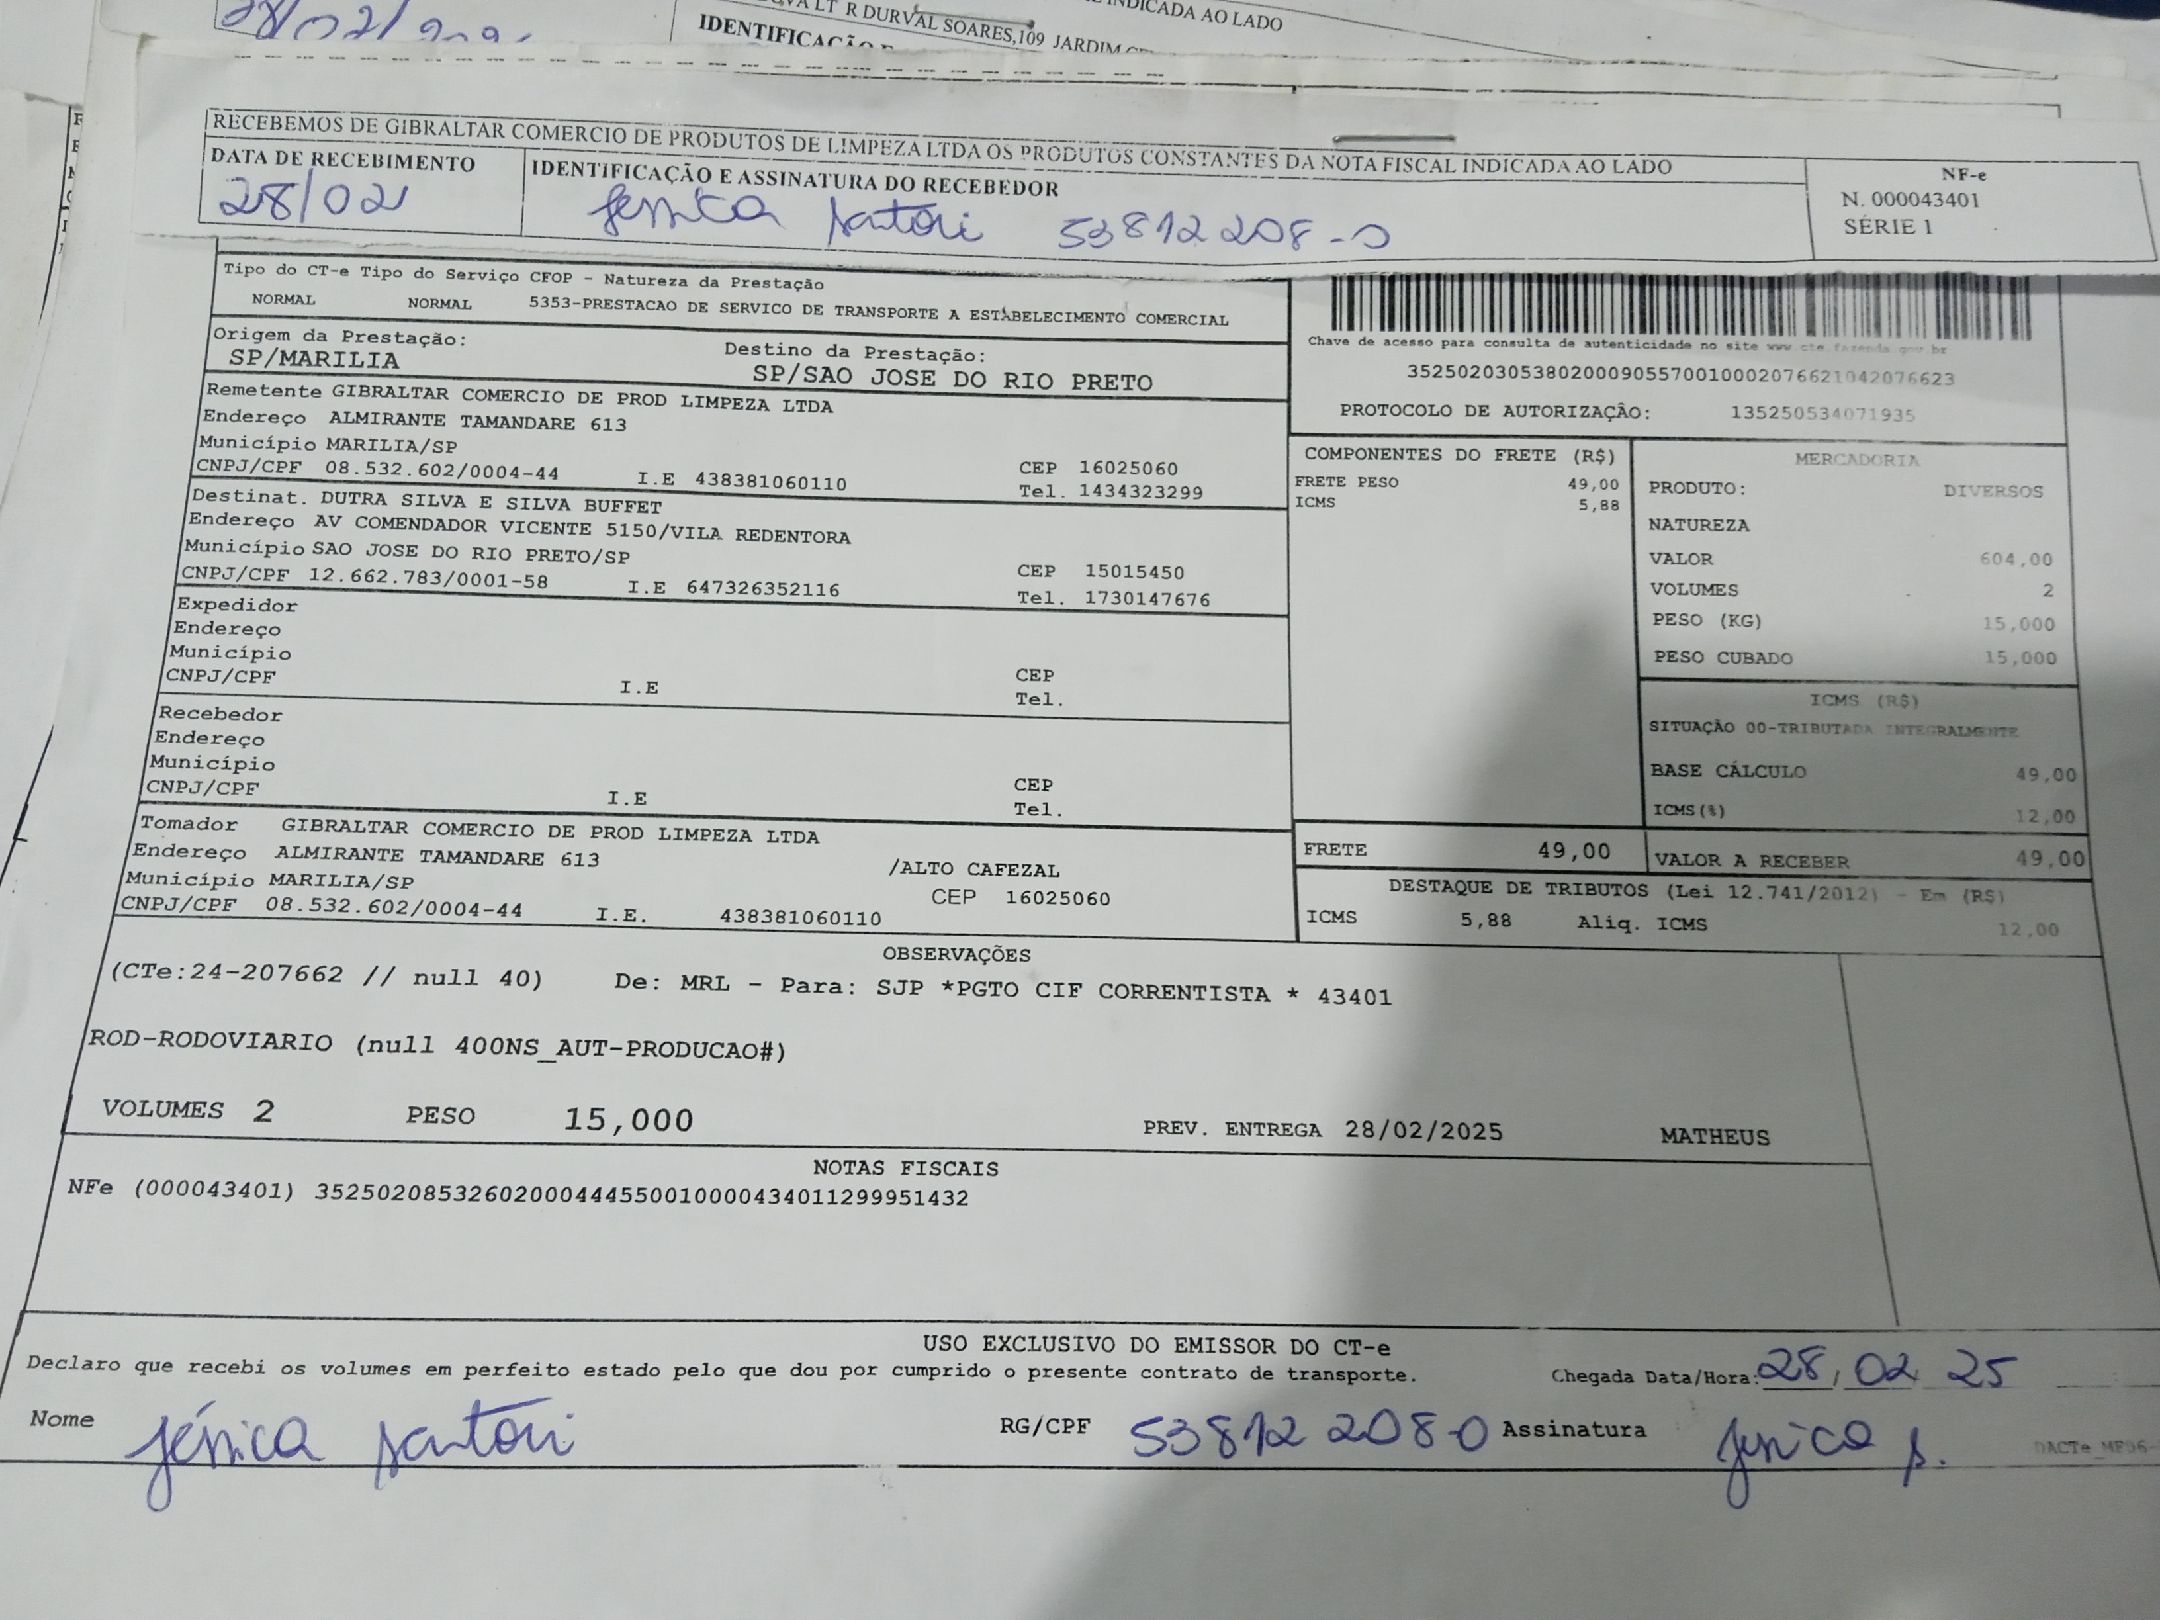 28/02/202
IDENTIFICAÇÃO E
R DURVAL SOARES,109 JARDIM
INDICADA AO LADO
RECEBEMOS DE GIBRALTAR COMERCIO DE PRODUTOS DE LIMPEZA LTDA OS PRODUTOS CONSTANTES DA NOTA FISCAL INDICADA AO LADO
DATA DE RECEBIMENTO
28/02
IDENTIFICAÇÃO E ASSINATURA DO RECEBEDOR
Jéssica Sartori 53812208-0
NF-e
N. 000043401
SÉRIE 1
Tipo do CT-e Tipo do Serviço CFOP - Natureza da Prestação
NORMAL NORMAL 5353-PRESTACAO DE SERVICO DE TRANSPORTE A ESTABELECIMENTO COMERCIAL
Origem da Prestação:
SP/MARILIA
Destino da Prestação:
SP/SAO JOSE DO RIO PRETO
Remetente GIBRALTAR COMERCIO DE PROD LIMPEZA LTDA
Endereço ALMIRANTE TAMANDARE 613
Município MARILIA/SP
CEP 16025060
CNPJ/CPF 08.532.602/0004-44 I.E 438381060110 Tel. 1434323299
Destinat. DUTRA SILVA E SILVA BUFFET
Endereço AV COMENDADOR VICENTE 5150/VILA REDENTORA
Município SAO JOSE DO RIO PRETO/SP CEP 15015450
CNPJ/CPF 12.662.783/0001-58 I.E 647326352116 Tel. 1730147676
Expedidor
Endereço
Município CEP
CNPJ/CPF I.E Tel.
Recebedor
Endereço
Município CEP
CNPJ/CPF I.E Tel.
Tomador GIBRALTAR COMERCIO DE PROD LIMPEZA LTDA
Endereço ALMIRANTE TAMANDARE 613 /ALTO CAFEZAL
Município MARILIA/SP CEP 16025060
CNPJ/CPF 08.532.602/0004-44 I.E. 438381060110
Chave de acesso para consulta de autenticidade no site www.cte.fazenda.gov.br
35250203053802000905570010002076621042076623
PROTOCOLO DE AUTORIZAÇÃO: 135250534071935
COMPONENTES DO FRETE (R$)
FRETE PESO 49,00
ICMS 5,88
MERCADORIA
PRODUTO: DIVERSOS
NATUREZA
VALOR 604,00
VOLUMES 2
PESO (KG) 15,000
PESO CUBADO 15,000
ICMS (R$)
SITUAÇÃO 00-TRIBUTADA INTEGRALMENTE
BASE CÁLCULO 49,00
ICMS(%) 12,00
FRETE 49,00 VALOR A RECEBER 49,00
DESTAQUE DE TRIBUTOS (Lei 12.741/2012) - Em (R$)
ICMS 5,88 Aliq. ICMS 12,00
OBSERVAÇÕES
(CTe:24-207662 // null 40) De: MRL - Para: SJP *PGTO CIF CORRENTISTA * 43401
ROD-RODOVIARIO (null 400NS_AUT-PRODUCAO#)
VOLUMES 2 PESO 15,000 PREV. ENTREGA 28/02/2025 MATHEUS
NOTAS FISCAIS
NFe (000043401) 35250208532602000444550010000434011299951432
USO EXCLUSIVO DO EMISSOR DO CT-e
Declaro que recebi os volumes em perfeito estado pelo que dou por cumprido o presente contrato de transporte. Chegada Data/Hora: 28/02 25
Nome Jéssica Sartori RG/CPF 53812208-0 Assinatura Jessica S.